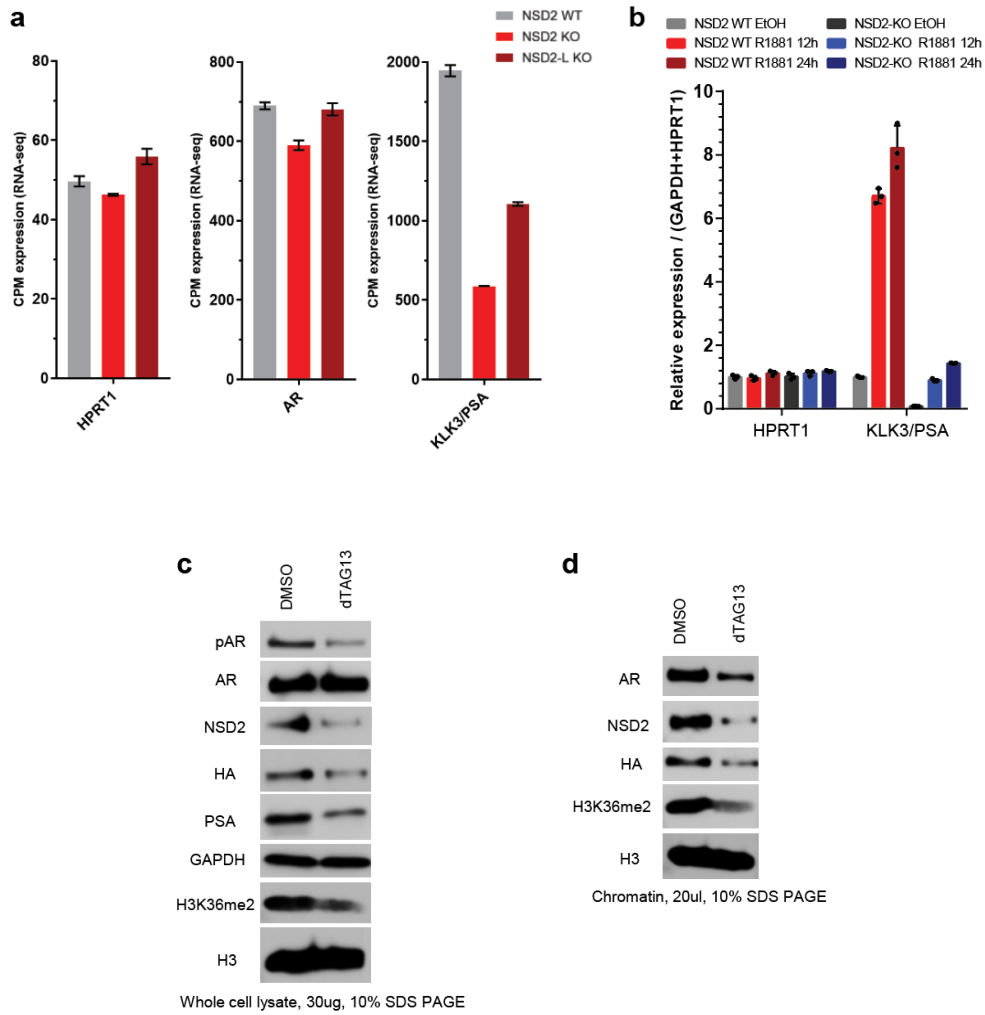 a
NSD2 WT
NSD2 KO
NSD2-L KO
CPM expression (RNA-seq)
80
60
40
20
0
HPRT1
CPM expression (RNA-seq)
800
600
400
200
0
AR
CPM expression (RNA-seq)
2000
1500
1000
500
0
KLK3/PSA
b
NSD2 WT EtOH
NSD2-KO EtOH
NSD2 WT R1881 12h
NSD2-KO R1881 12h
NSD2 WT R1881 24h
NSD2-KO R1881 24h
Relative expression / (GAPDH+HPRT1)
10
8
6
4
2
0
HPRT1
KLK3/PSA
c
DMSO
dTAG13
pAR
AR
NSD2
HA
PSA
GAPDH
H3K36me2
H3
Whole cell lysate, 30ug, 10% SDS PAGE
d
DMSO
dTAG13
AR
NSD2
HA
H3K36me2
H3
Chromatin, 20ul, 10% SDS PAGE